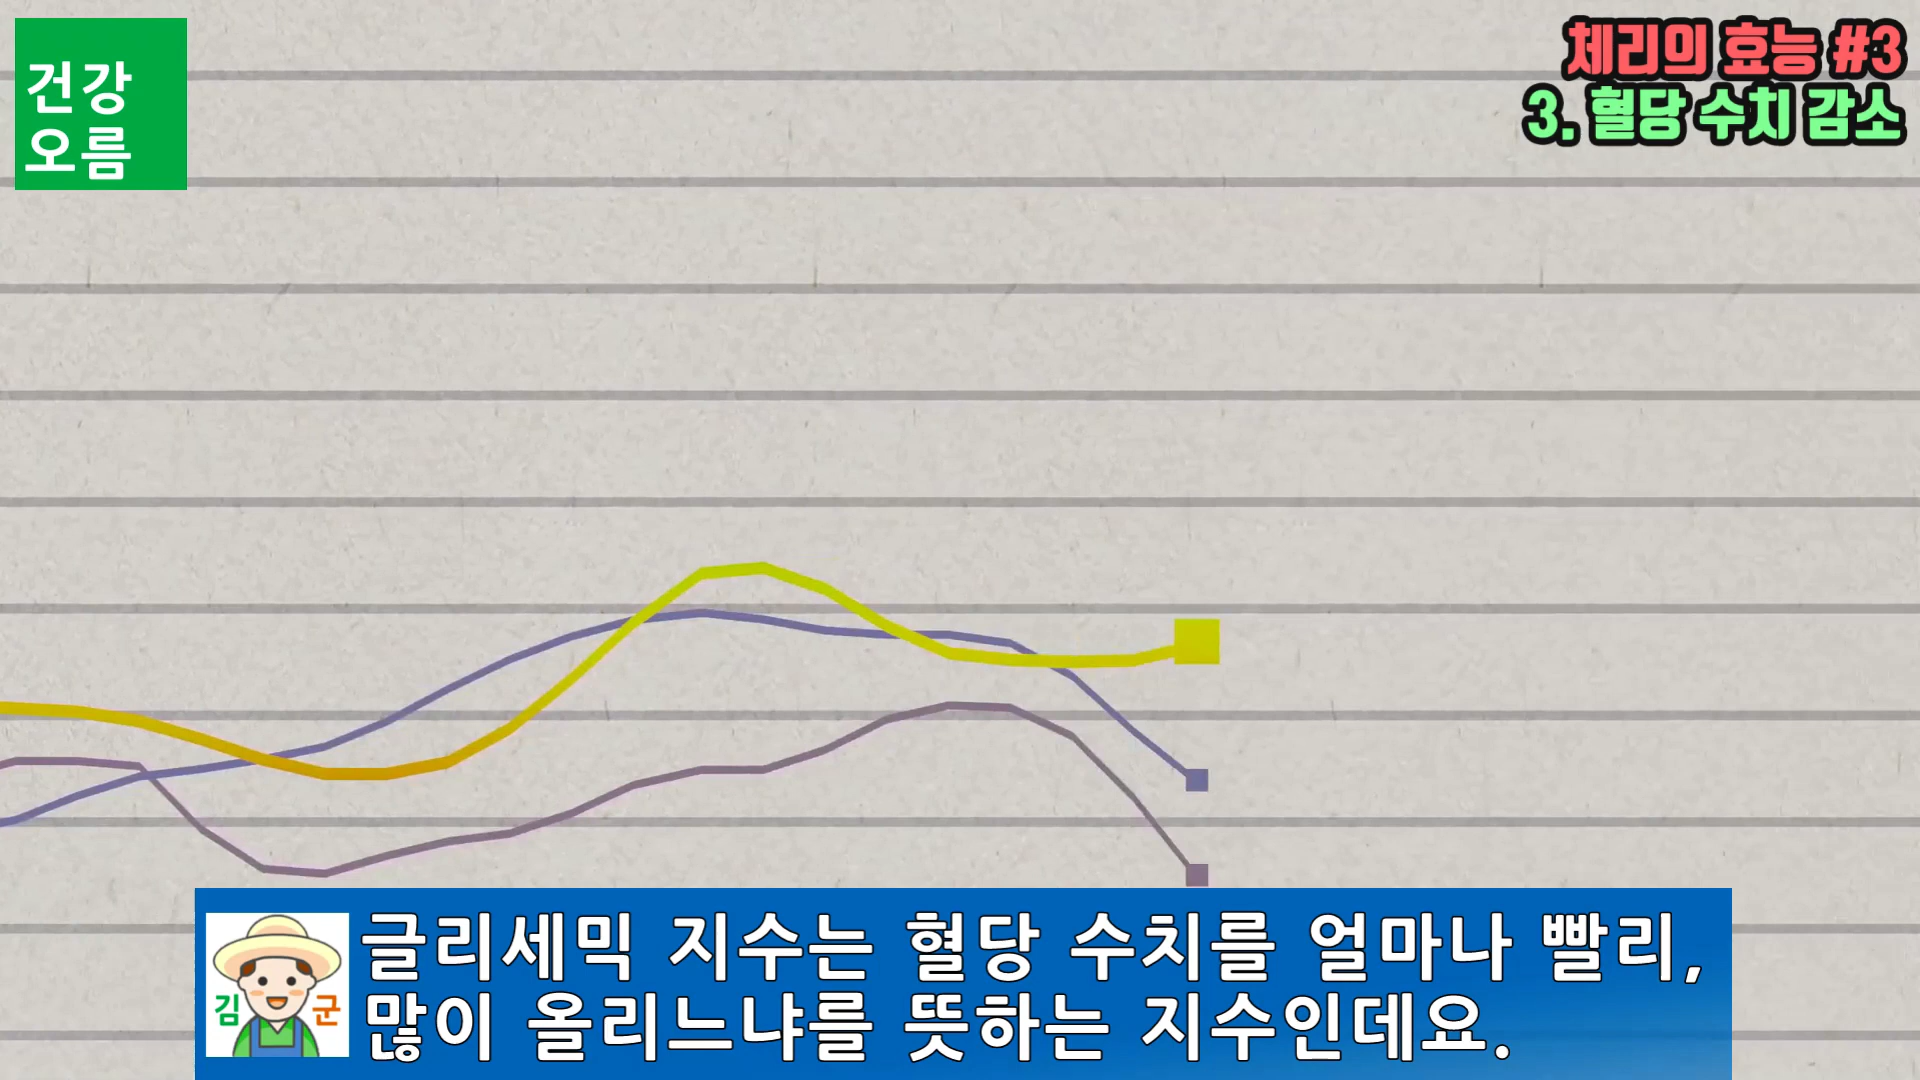 건강
오름
체리의 효능 #3
3. 혈당 수치 감소
김 군
글리세믹 지수는 혈당 수치를 얼마나 빨리,
많이 올리느냐를 뜻하는 지수인데요.